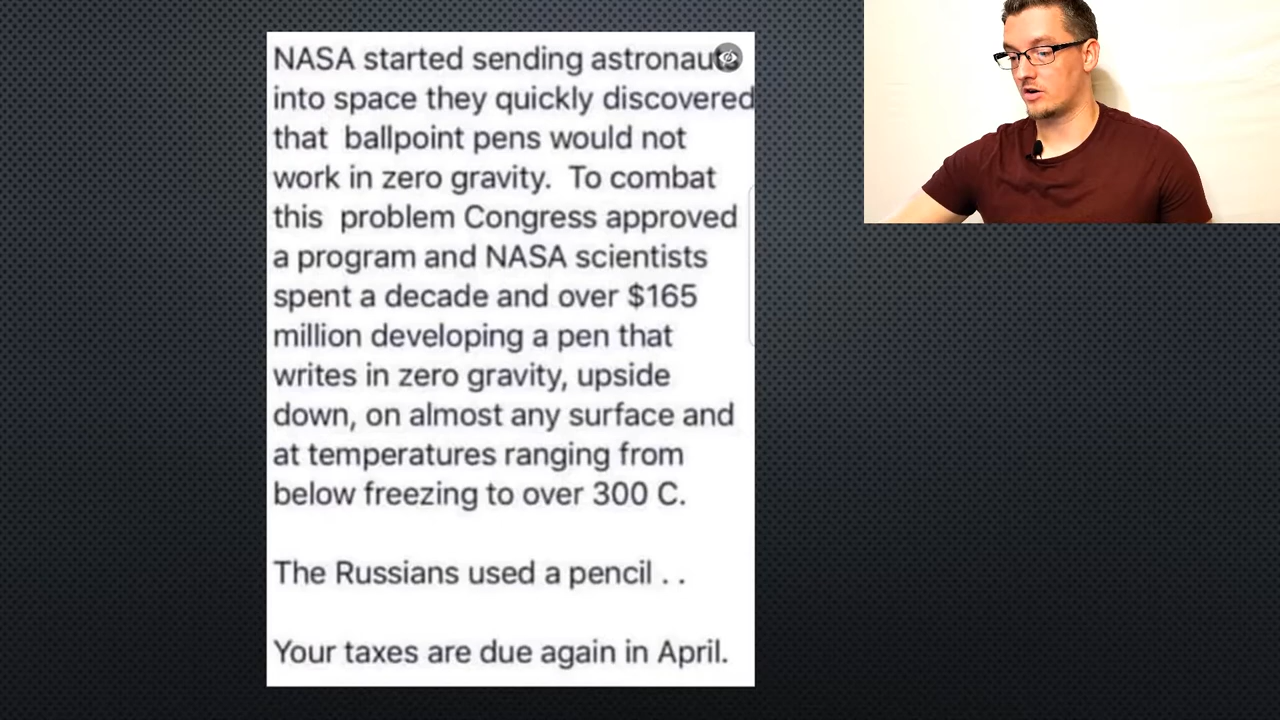 NASA started sending astronauts
into space they quickly discovered
that ballpoint pens would not
work in zero gravity. To combat
this problem Congress approved
a program and NASA scientists
spent a decade and over $165
million developing a pen that
writes in zero gravity, upside
down, on almost any surface and
at temperatures ranging from
below freezing to over 300 C.
The Russians used a pencil . .
Your taxes are due again in April.